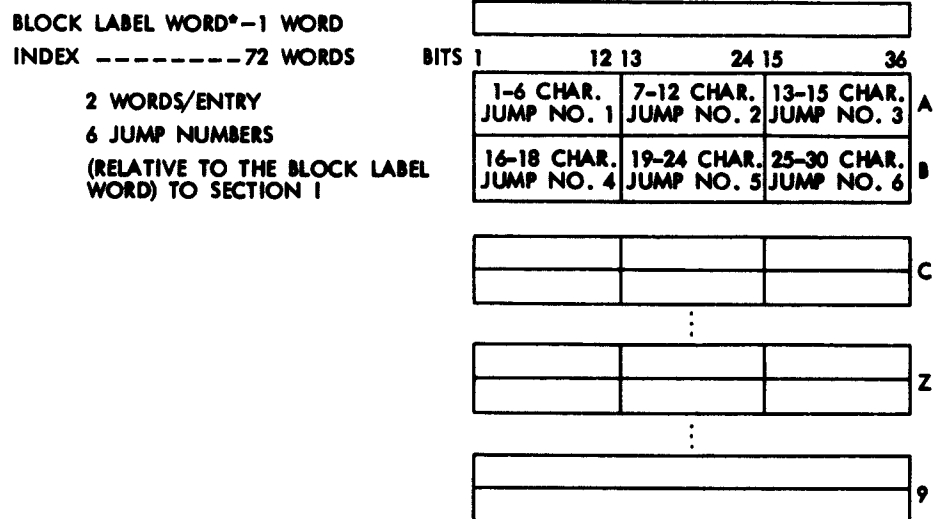 BLOCK LABEL WORD*-1 WORD
INDEX --------72 WORDS
2 WORDS/ENTRY
6 JUMP NUMBERS
(RELATIVE TO THE BLOCK LABEL
WORD) TO SECTION I
BITS 1 12 13 24 15 36
1-6 CHAR. 7-12 CHAR. 13-15 CHAR.
JUMP NO. 1 JUMP NO. 2 JUMP NO. 3
A
16-18 CHAR. 19-24 CHAR. 25-30 CHAR.
JUMP NO. 4 JUMP NO. 5 JUMP NO. 6
B
C
Z
9